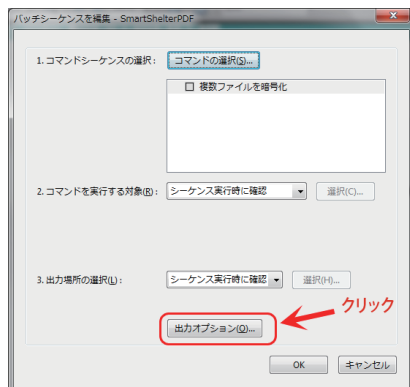 バッチシーケンスを編集 - SmartShelterPDF
1. コマンドシーケンスの選択: コマンドの選択(S)...
複数ファイルを暗号化
2. コマンドを実行する対象(R): シーケンス実行時に確認 選択(C)...
3. 出力場所の選択(L): シーケンス実行時に確認 選択(H)...
クリック
出力オプション(O)...
OK キャンセル